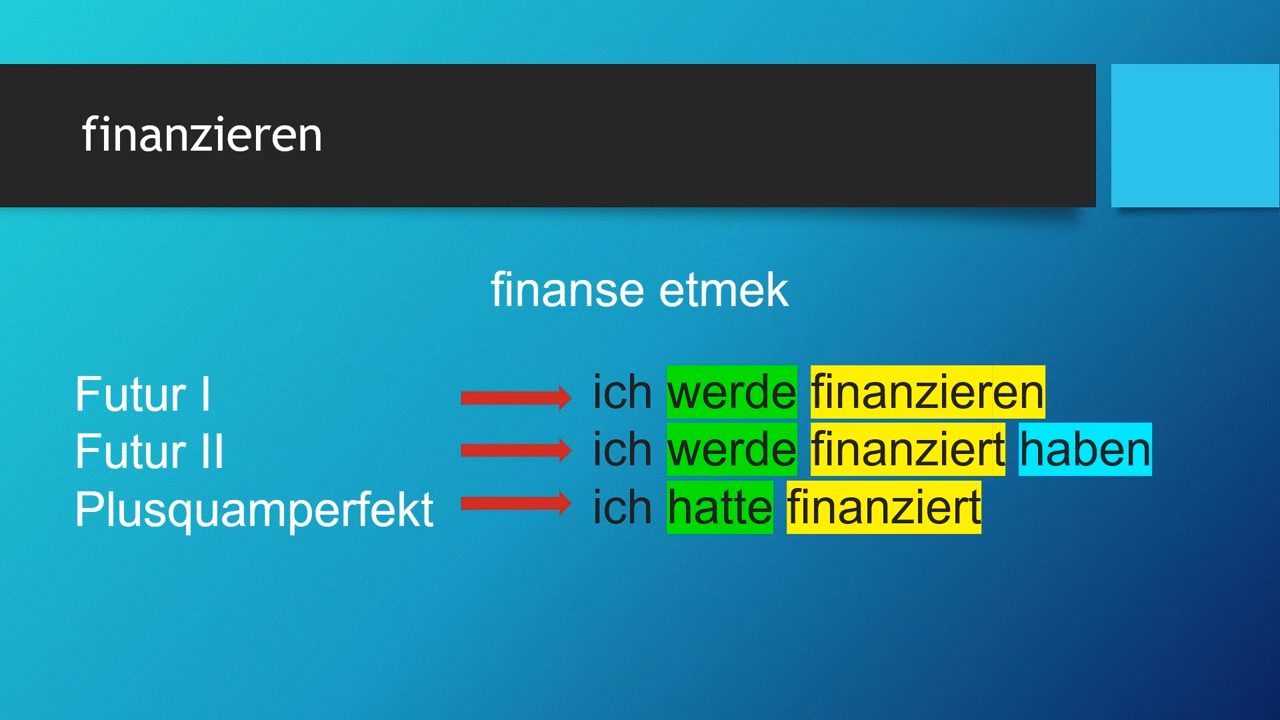 finanzieren
finanse etmek
Futur I ich werde finanzieren
Futur II ich werde finanziert haben
Plusquamperfekt ich hatte finanziert